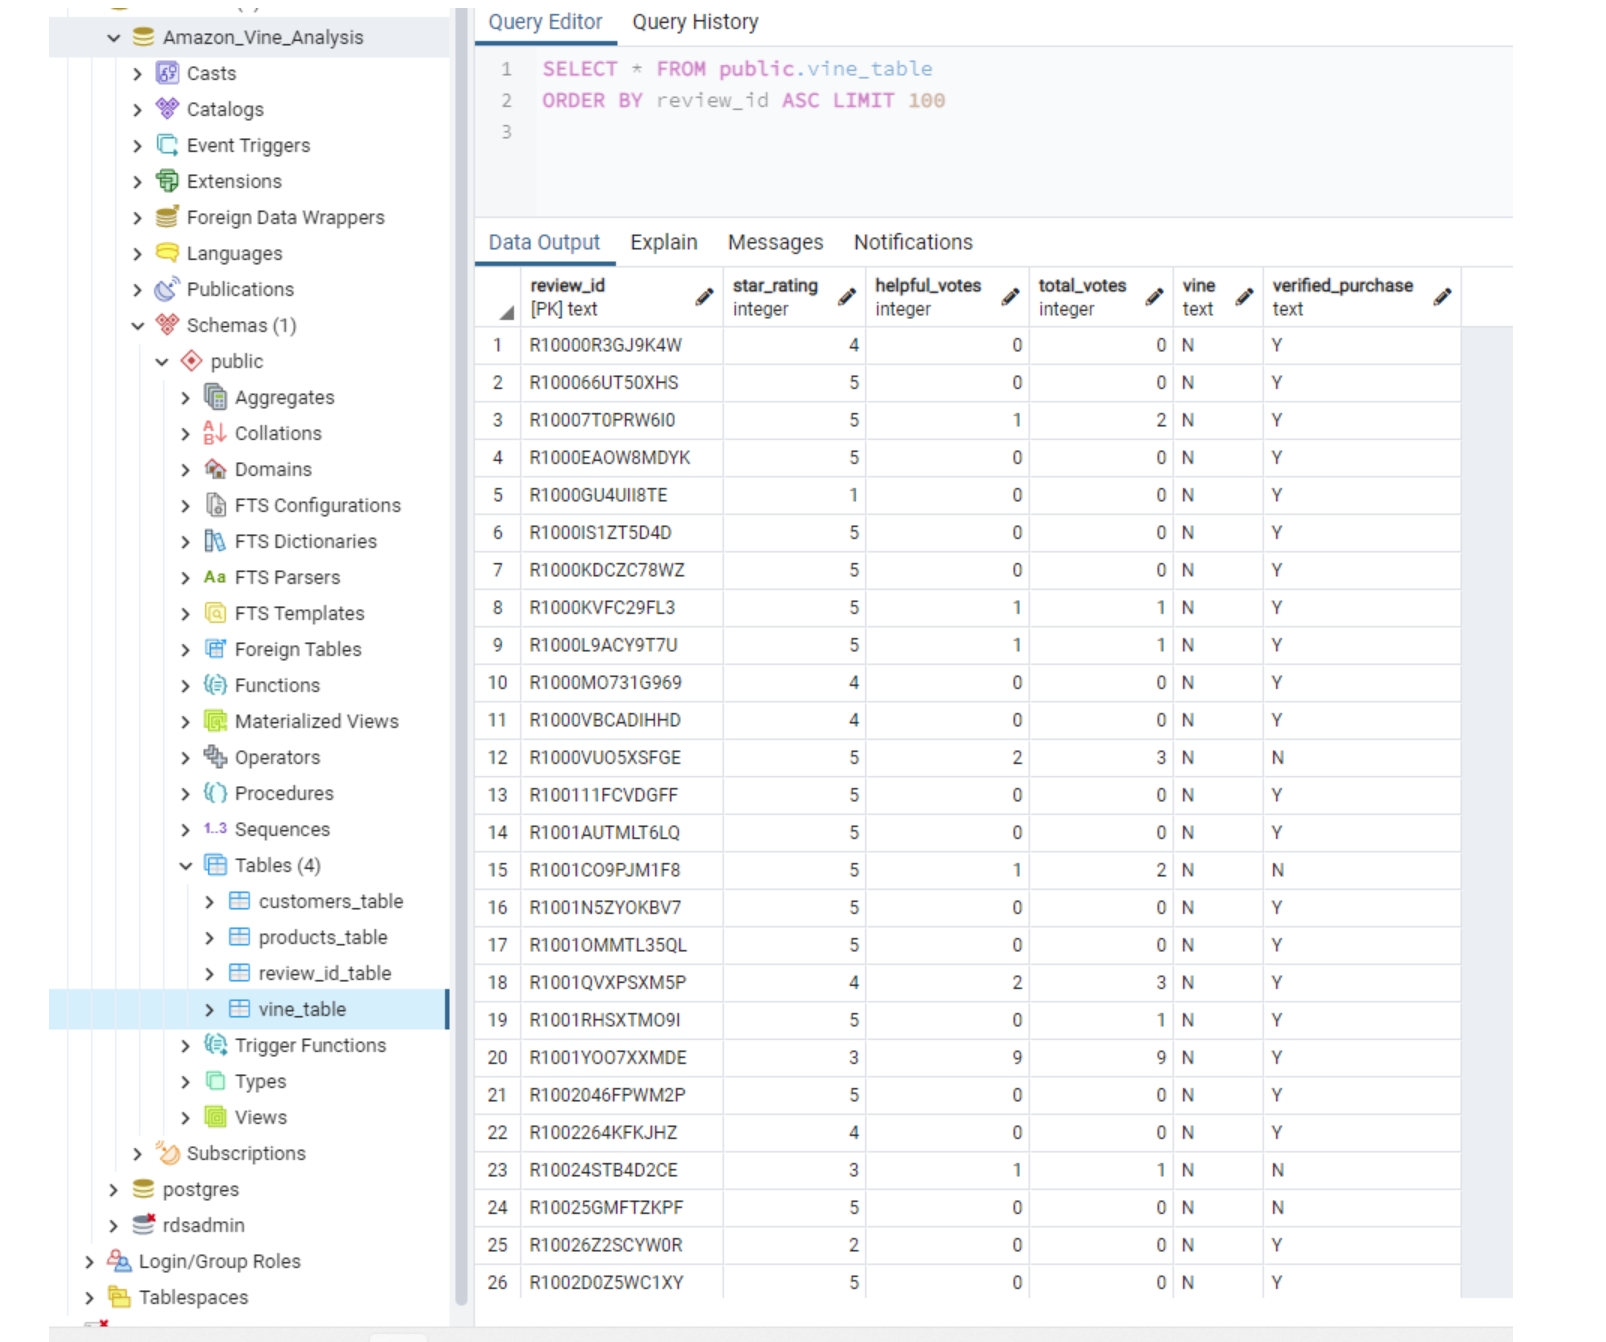 Amazon_Vine_Analysis
Casts
Catalogs
Event Triggers
Extensions
Foreign Data Wrappers
Languages
Publications
Schemas (1)
public
Aggregates
Collations
Domains
FTS Configurations
FTS Dictionaries
Aa FTS Parsers
FTS Templates
Foreign Tables
Functions
Materialized Views
Operators
Procedures
1..3 Sequences
Tables (4)
customers_table
products_table
review_id_table
vine_table
Trigger Functions
Types
Views
Subscriptions
postgres
rdsadmin
Login/Group Roles
Tablespaces
Query Editor Query History
1 SELECT * FROM public.vine_table
2 ORDER BY review_id ASC LIMIT 100
3
Data Output Explain Messages Notifications
review_id star_rating helpful_votes total_votes vine verified_purchase
[PK] text integer integer integer text text
1 R10000R3GJ9K4W 4 0 0 N Y
2 R100066UT50XHS 5 0 0 N Y
3 R10007T0PRW6I0 5 1 2 N Y
4 R1000EAOW8MDYK 5 0 0 N Y
5 R1000GU4UII8TE 1 0 0 N Y
6 R1000IS1ZT5D4D 5 0 0 N Y
7 R1000KDCZC78WZ 5 0 0 N Y
8 R1000KVFC29FL3 5 1 1 N Y
9 R1000L9ACY9T7U 5 1 1 N Y
10 R1000MO731G969 4 0 0 N Y
11 R1000VBCADIHHD 4 0 0 N Y
12 R1000VUO5XSFGE 5 2 3 N N
13 R100111FCVDGFF 5 0 0 N Y
14 R1001AUTMLT6LQ 5 0 0 N Y
15 R1001CO9PJM1F8 5 1 2 N N
16 R1001N5ZYOKBV7 5 0 0 N Y
17 R1001OMMTL35QL 5 0 0 N Y
18 R1001QVXPSXM5P 4 2 3 N Y
19 R1001RHSXTMO9I 5 0 1 N Y
20 R1001YOO7XXMDE 3 9 9 N Y
21 R1002046FPWM2P 5 0 0 N Y
22 R1002264KFKJHZ 4 0 0 N Y
23 R10024STB4D2CE 3 1 1 N N
24 R10025GMFTZKPF 5 0 0 N N
25 R10026Z2SCYW0R 2 0 0 N Y
26 R1002D0Z5WC1XY 5 0 0 N Y